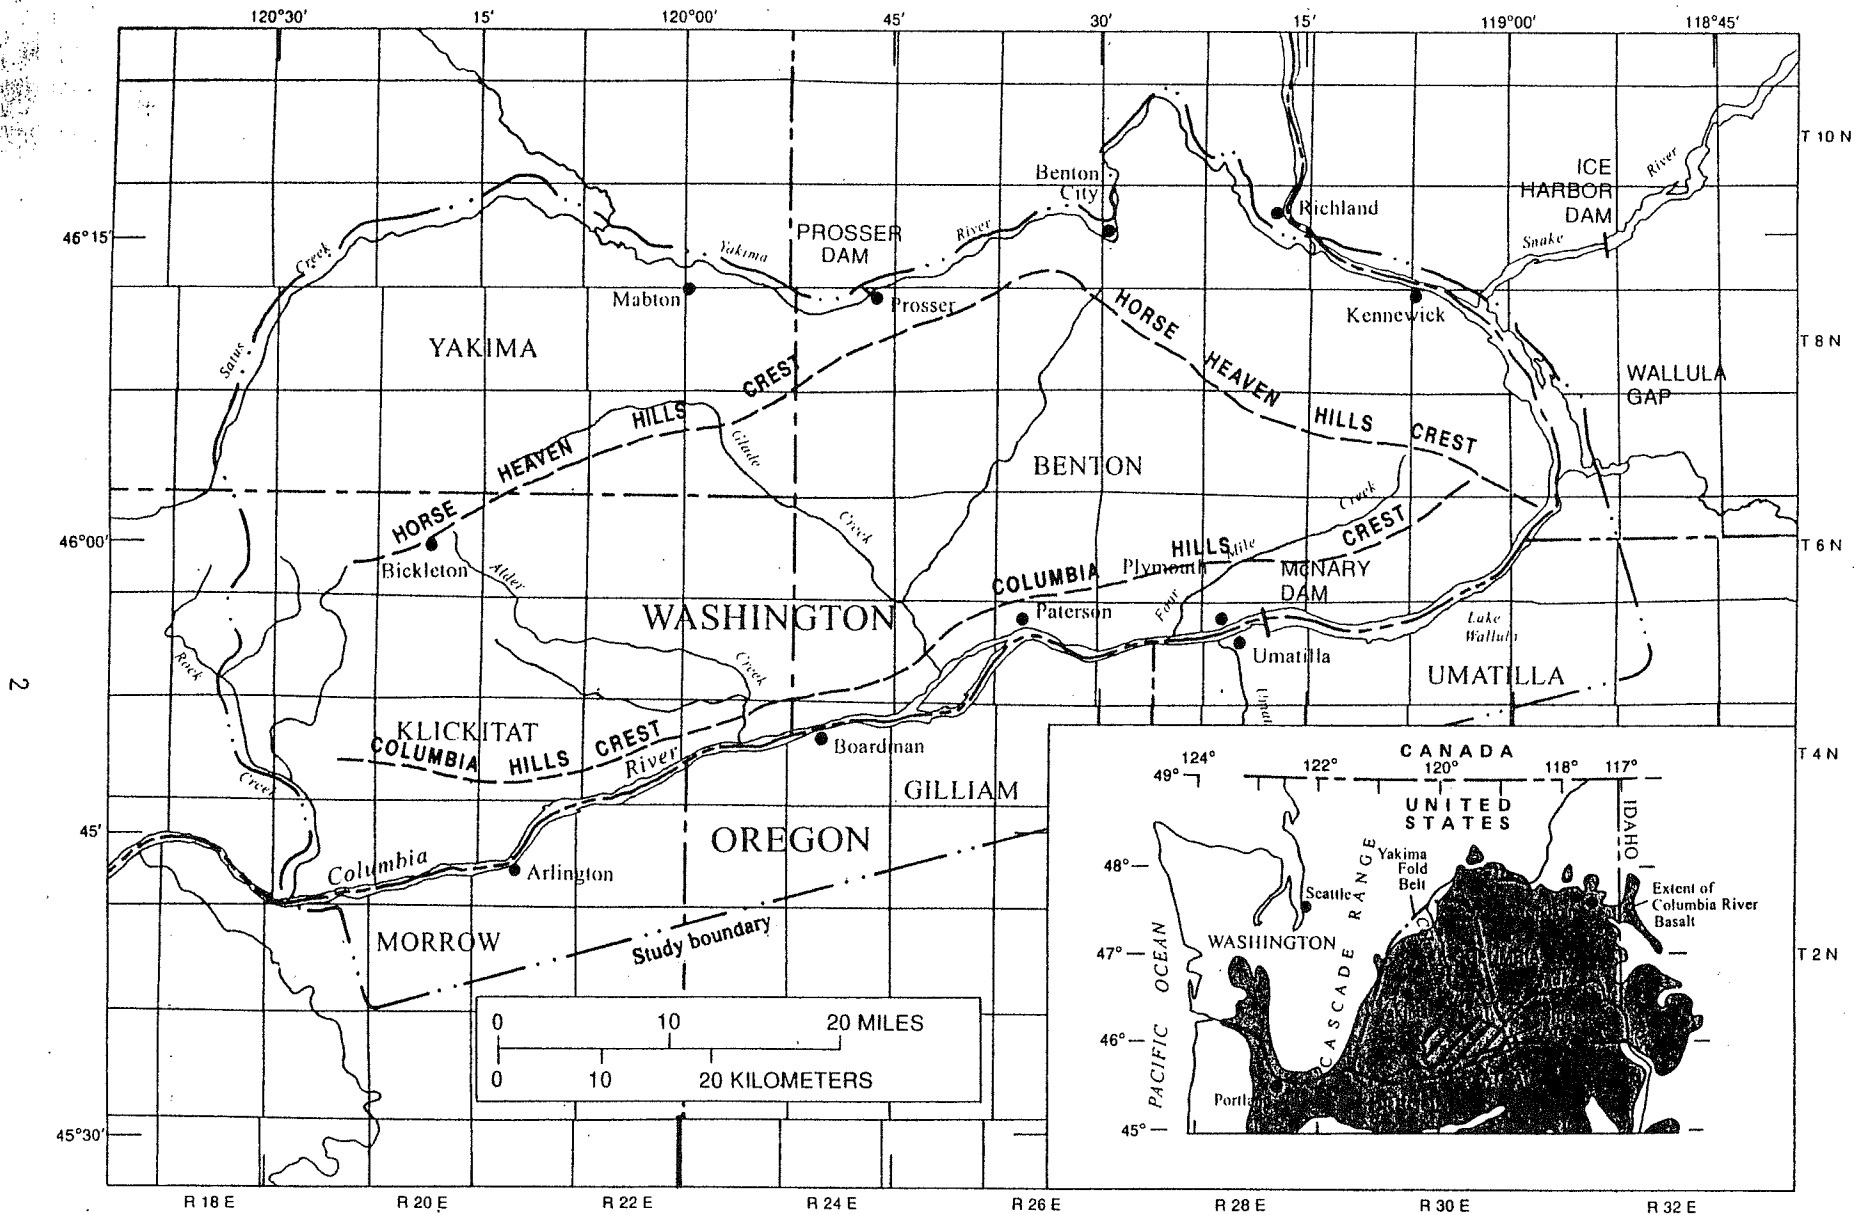 120°30'
15'
120°00'
45'
30'
15'
119°00'
118°45'
T 10 N
ICE
HARBOR
DAM
River
Benton
City
Richland
46°15'
PROSSER
DAM
River
Yakima
Snake
Creek
Mabton
Prosser
Kennewick
HORSE HEAVEN HILLS CREST
YAKIMA
T 8 N
Satus
WALLULA
GAP
HORSE HEAVEN HILLS CREST
Glade
Creek
BENTON
Creek
46°00'
T 6 N
Bickleton
Alder
Creek
COLUMBIA HILLS CREST
Mile
Plymouth
McNARY
DAM
Four
WASHINGTON
Paterson
Lake
Umatilla
UMATILLA
Rock
Creek
2
KLICKITAT
COLUMBIA HILLS CREST
River
Boardman
T 4 N
GILLIAM
45'
OREGON
Columbia
Arlington
MORROW
Study boundary
T 2 N
0 10 20 MILES
0 10 20 KILOMETERS
45°30'
R 18 E
R 20 E
R 22 E
R 24 E
R 26 E
R 28 E
R 30 E
R 32 E
CANADA
124°
122°
120°
118°
117°
49°
UNITED
STATES
IDAHO
48°
Yakima
Fold
Belt
Seattle
CASCADE RANGE
Extent of
Columbia River
Basalt
WASHINGTON
47°
PACIFIC OCEAN
46°
45°